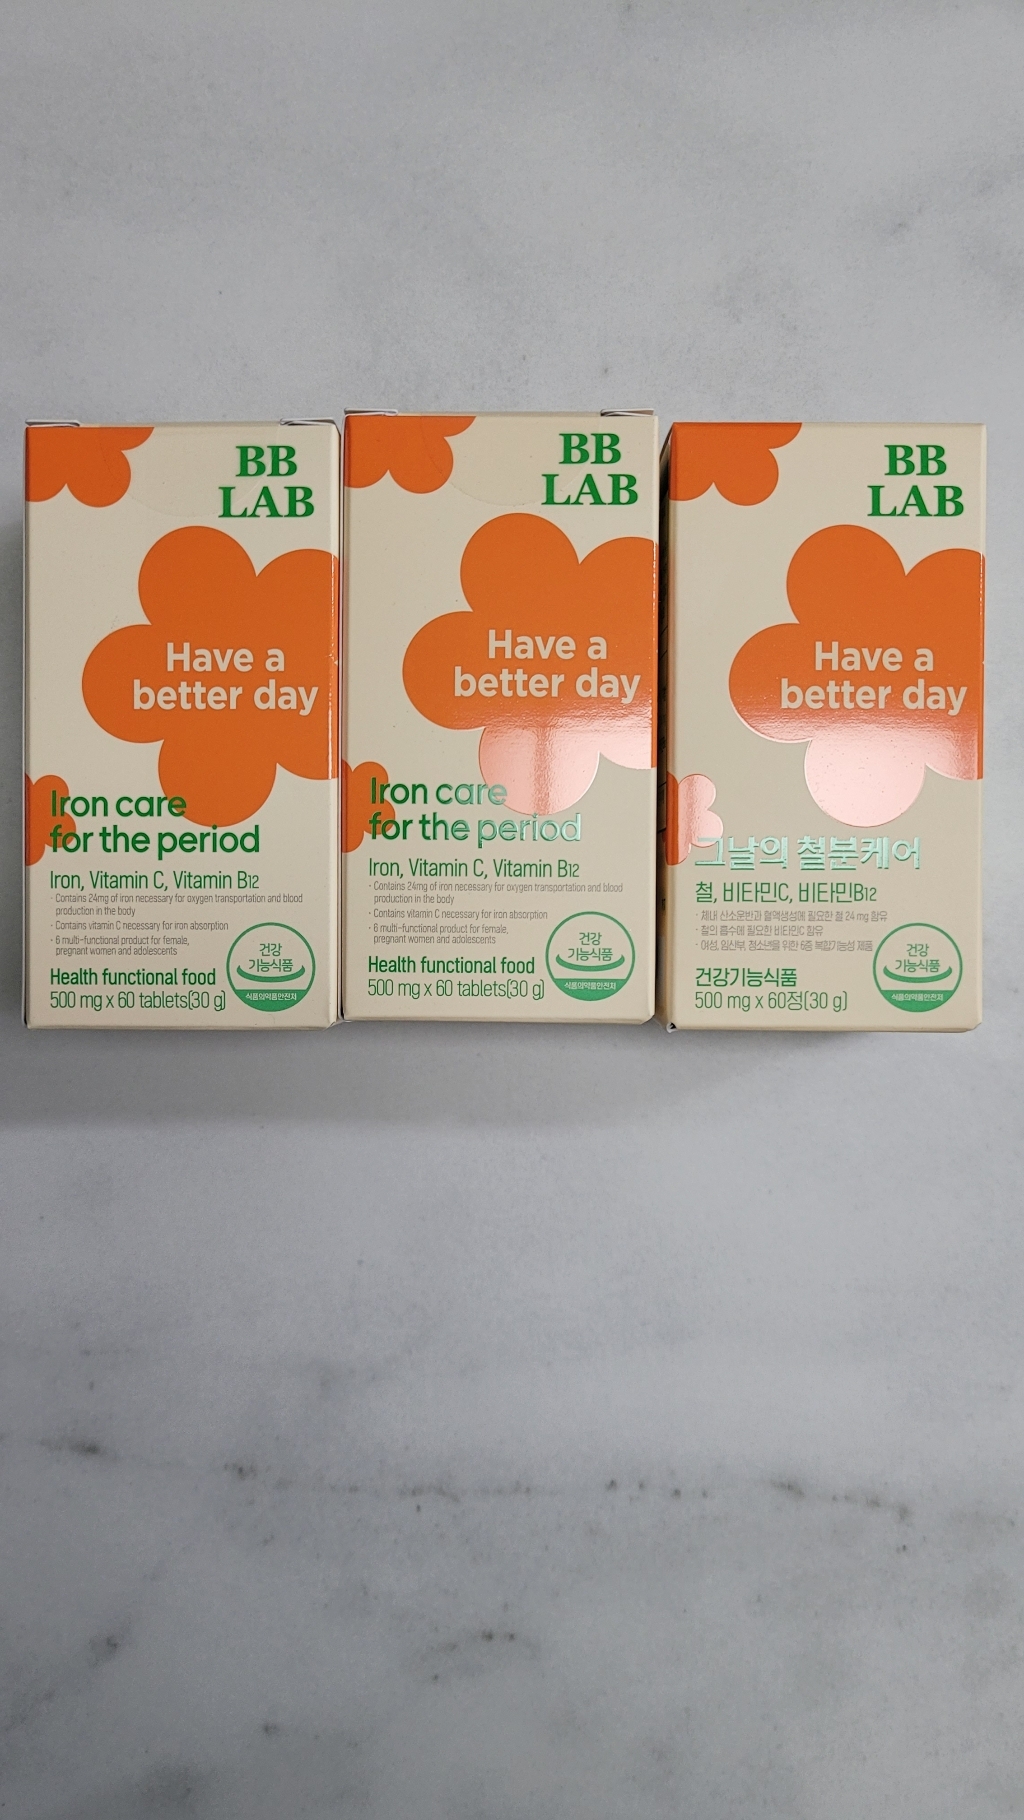 BB
LAB
Have a
better day
Iron care
for the period
Iron, Vitamin C, Vitamin B12
· Contains 24mg of iron necessary for oxygen transportation and blood
production in the body
· Contains vitamin C necessary for iron absorption
· 6 multi-functional product for female,
pregnant women and adolescents
Health functional food
500 mg x 60 tablets(30 g)
건강
기능식품
식품의약품안전처
BB
LAB
Have a
better day
Iron care
for the period
Iron, Vitamin C, Vitamin B12
· Contains 24mg of iron necessary for oxygen transportation and blood
production in the body
· Contains vitamin C necessary for iron absorption
· 6 multi-functional product for female,
pregnant women and adolescents
Health functional food
500 mg x 60 tablets(30 g)
건강
기능식품
식품의약품안전처
BB
LAB
Have a
better day
그날의 철분케어
철, 비타민C, 비타민B12
· 체내 산소운반과 혈액생성에 필요한 철 24 mg 함유
· 철의 흡수에 필요한 비타민C 함유
· 여성, 임산부, 청소년을 위한 6중 복합기능성 제품
건강기능식품
500 mg x 60정(30 g)
건강
기능식품
식품의약품안전처